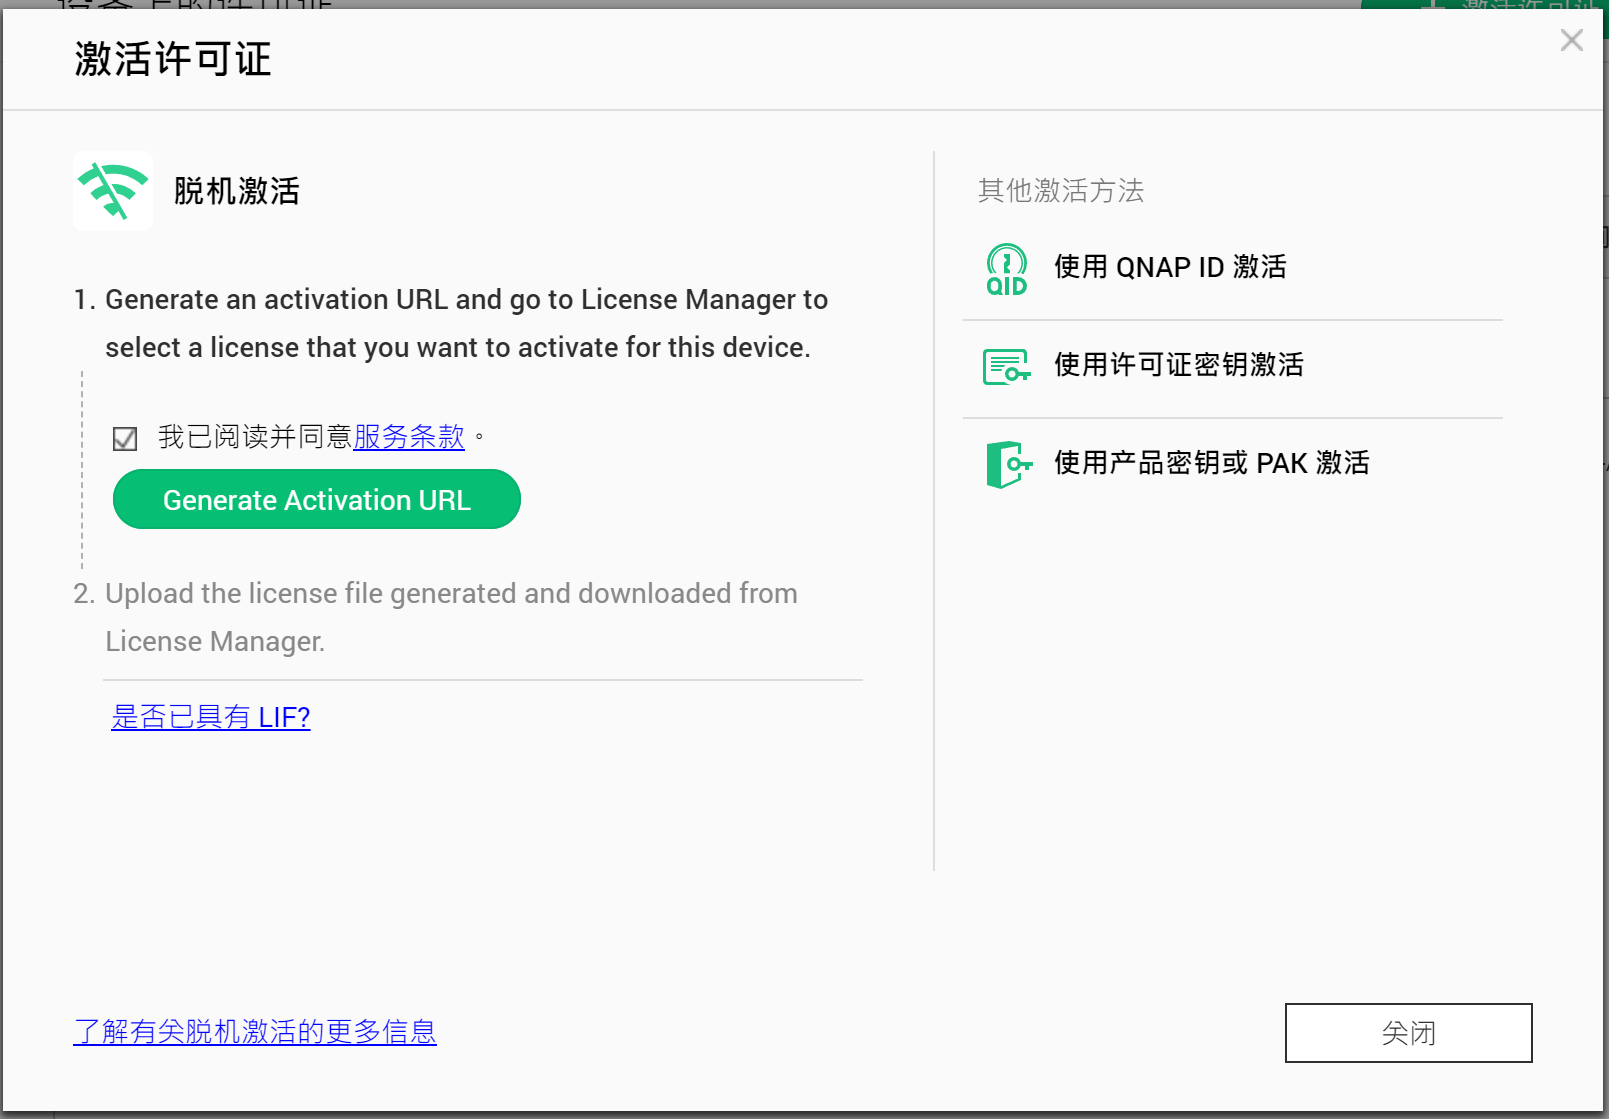 激活许可证
脱机激活
1. Generate an activation URL and go to License Manager to
select a license that you want to activate for this device.
我已阅读并同意服务条款。
Generate Activation URL
2. Upload the license file generated and downloaded from
License Manager.
是否已具有 LIF?
其他激活方法
QID
使用 QNAP ID 激活
使用许可证密钥激活
使用产品密钥或 PAK 激活
了解有关脱机激活的更多信息
关闭